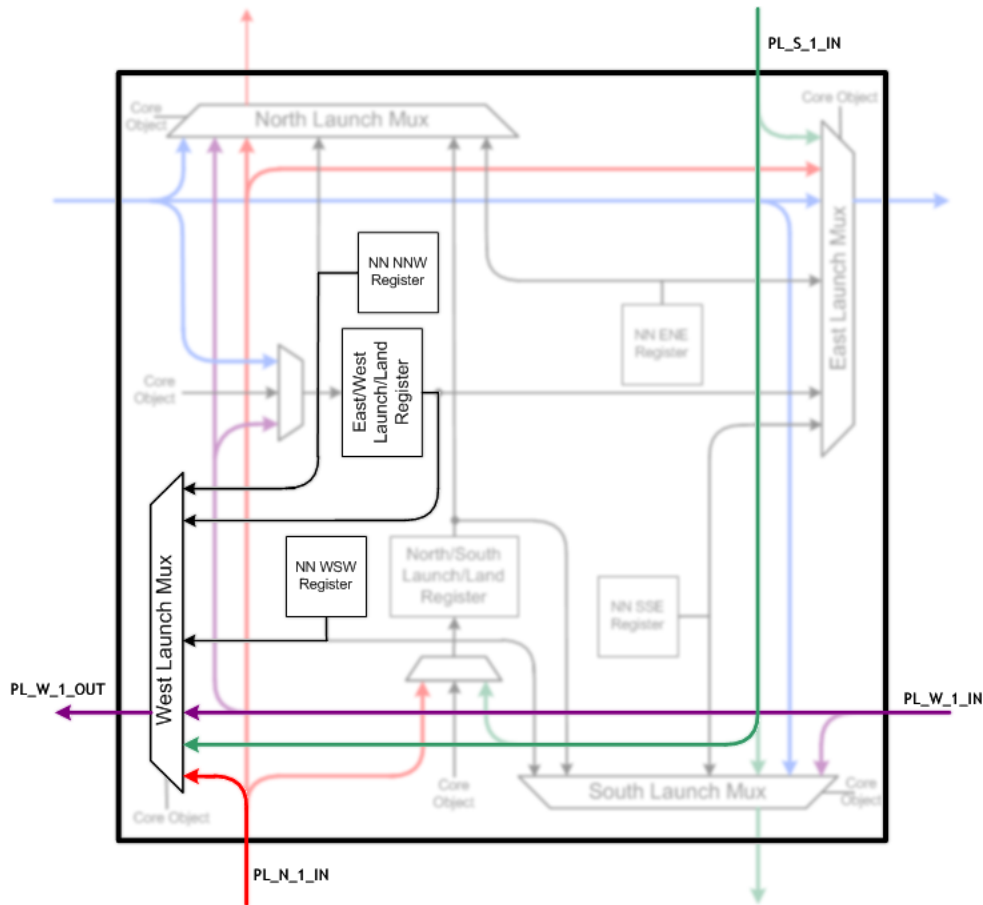 PL_S_1_IN
Core
Object
North Launch Mux
Core Object
NN NNW
Register
East Launch Mux
NN ENE
Register
Core
Object
East/West
Launch/Land
Register
West Launch Mux
NN WSW
Register
North/South
Launch/Land
Register
NN SSE
Register
PL_W_1_OUT
PL_W_1_IN
Core
Object
South Launch Mux
Core
Object
Core Object
PL_N_1_IN